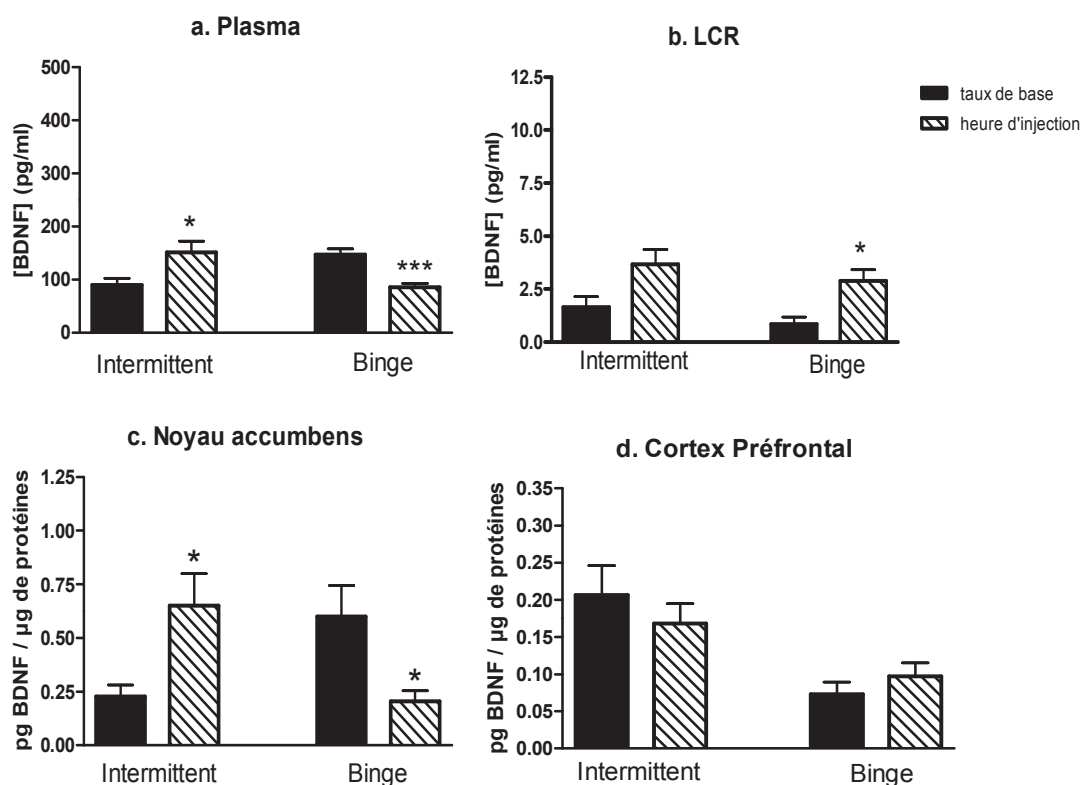 a. Plasma
[BDNF] (pg/ml)
500
400
300
200
100
0
*
***
Intermittent
Binge
b. LCR
[BDNF] (pg/ml)
12.5
10.0
7.5
5.0
2.5
0.0
*
Intermittent
Binge
taux de base
heure d'injection
c. Noyau accumbens
pg BDNF / µg de protéines
1.25
1.00
0.75
0.50
0.25
0.00
*
*
Intermittent
Binge
d. Cortex Préfrontal
pg BDNF / µg de protéines
0.35
0.30
0.25
0.20
0.15
0.10
0.05
0.00
Intermittent
Binge